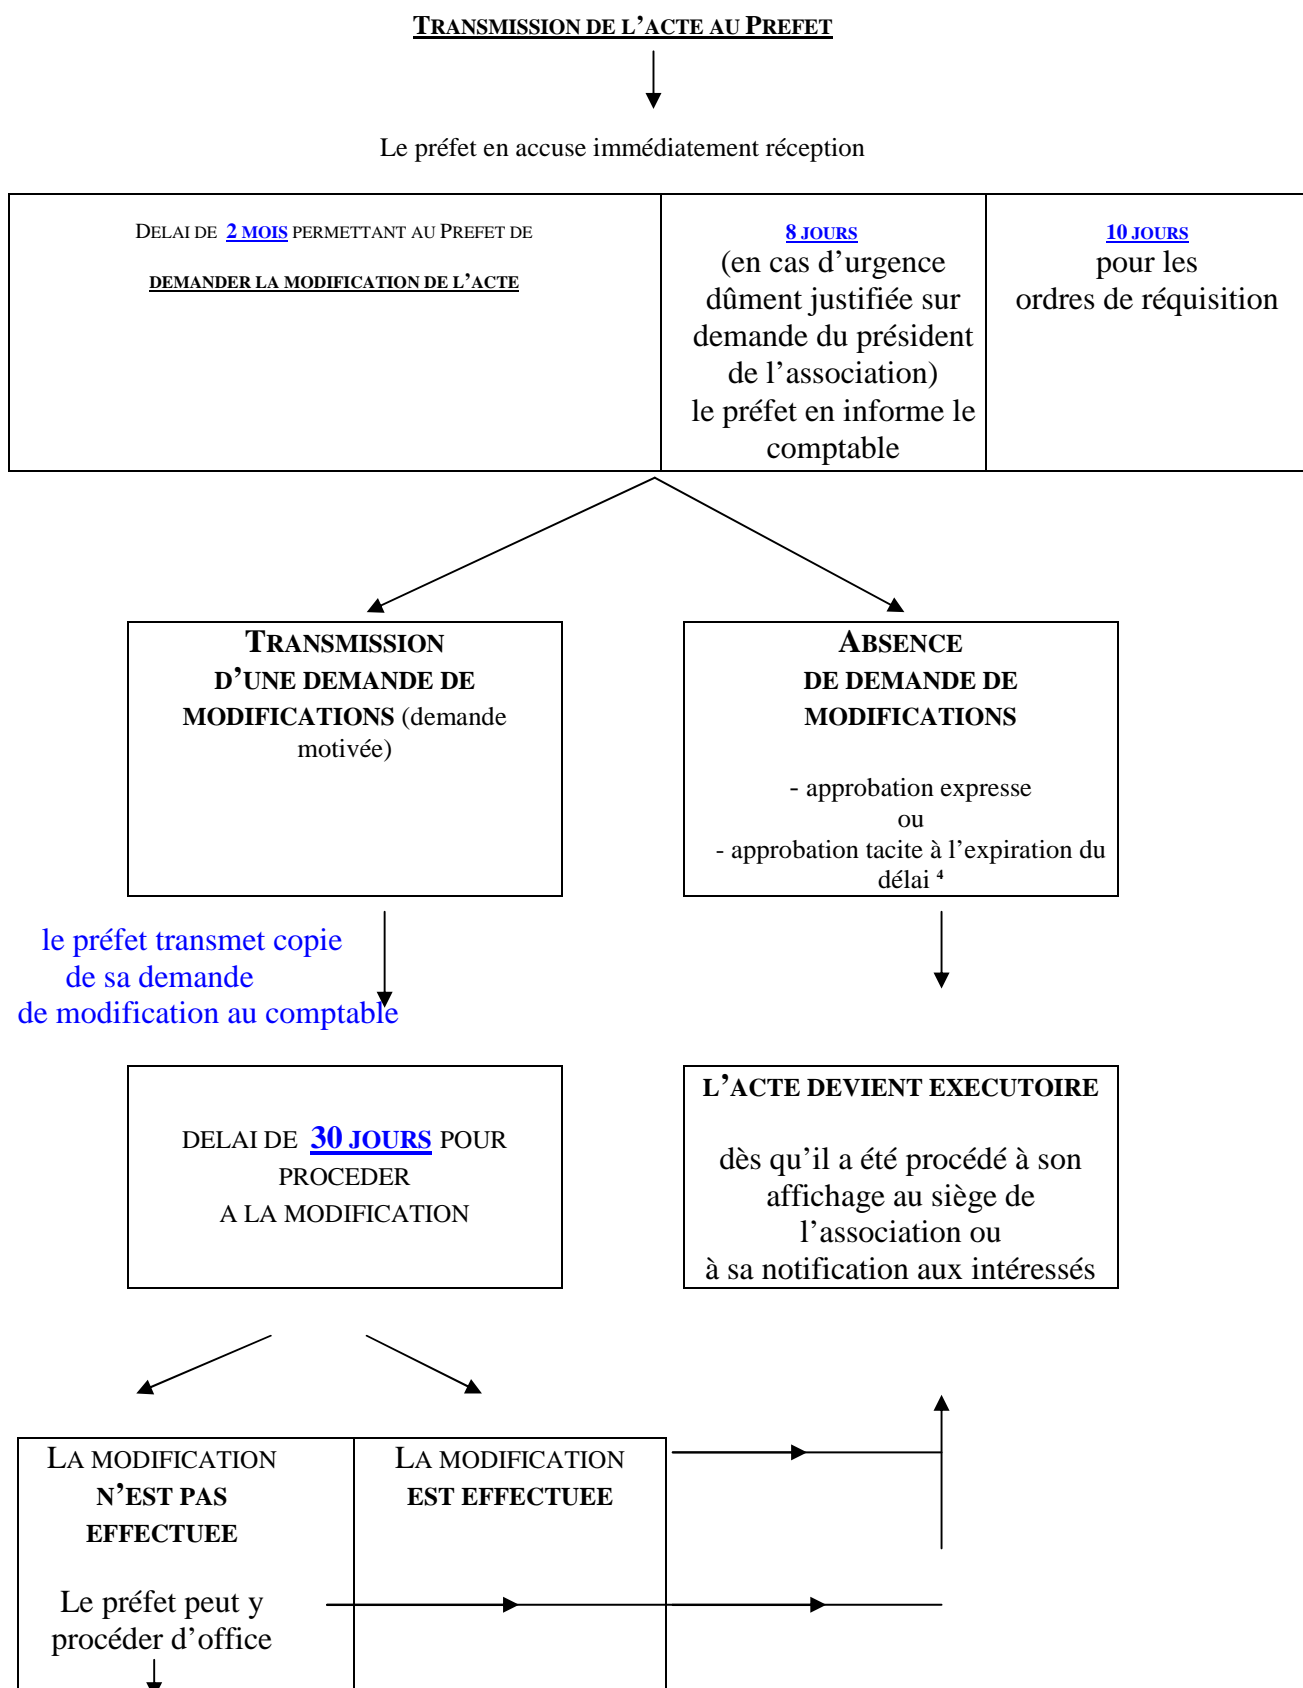 TRANSMISSION DE L’ACTE AU PREFET
Le préfet en accuse immédiatement réception
DELAI DE 2 MOIS PERMETTANT AU PREFET DE
DEMANDER LA MODIFICATION DE L’ACTE
8 JOURS
(en cas d’urgence
dûment justifiée sur
demande du président
de l’association)
le préfet en informe le
comptable
10 JOURS
pour les
ordres de réquisition
TRANSMISSION
D’UNE DEMANDE DE
MODIFICATIONS (demande
motivée)
ABSENCE
DE DEMANDE DE
MODIFICATIONS
- approbation expresse
ou
- approbation tacite à l’expiration du
délai 4
le préfet transmet copie
de sa demande
de modification au comptable
DELAI DE 30 JOURS POUR
PROCEDER
A LA MODIFICATION
L’ACTE DEVIENT EXECUTOIRE
dès qu’il a été procédé à son
affichage au siège de
l’association ou
à sa notification aux intéressés
LA MODIFICATION
N’EST PAS
EFFECTUEE
Le préfet peut y
procéder d’office
LA MODIFICATION
EST EFFECTUEE